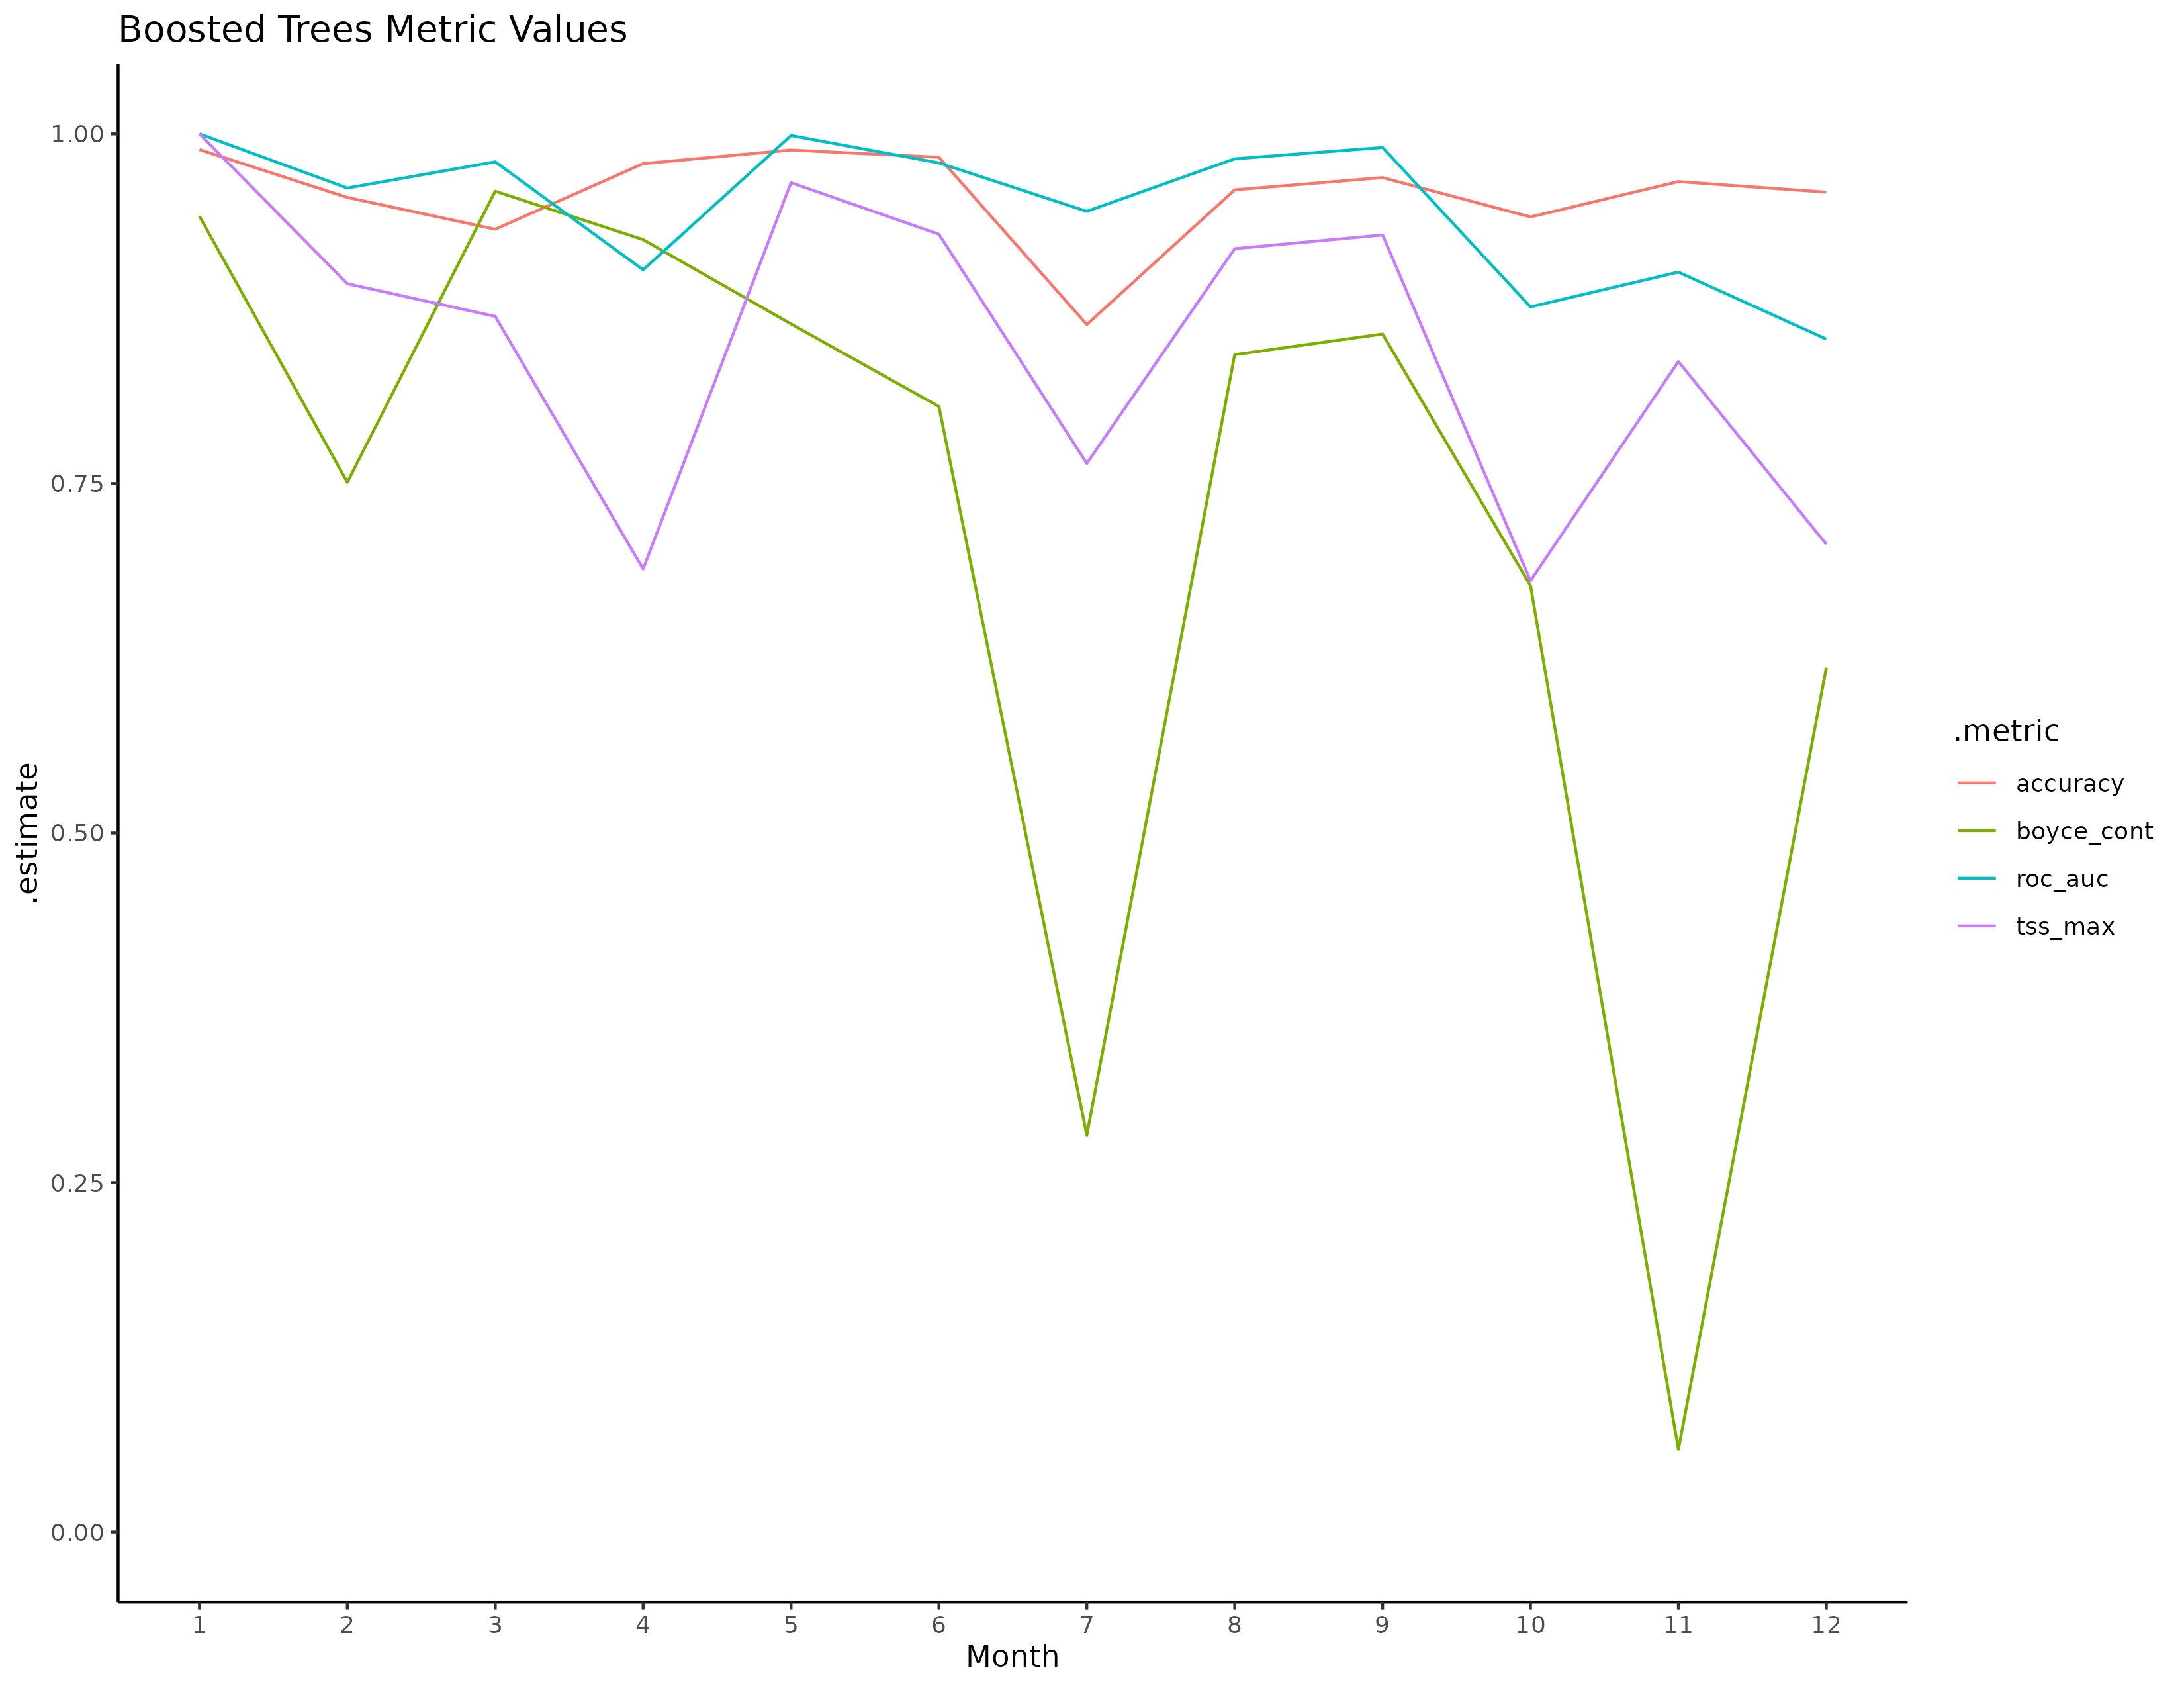 Boosted Trees Metric Values
.estimate
1.00
0.75
0.50
0.25
0.00
1 2 3 4 5 6 7 8 9 10 11 12
Month
.metric
accuracy
boyce_cont
roc_auc
tss_max